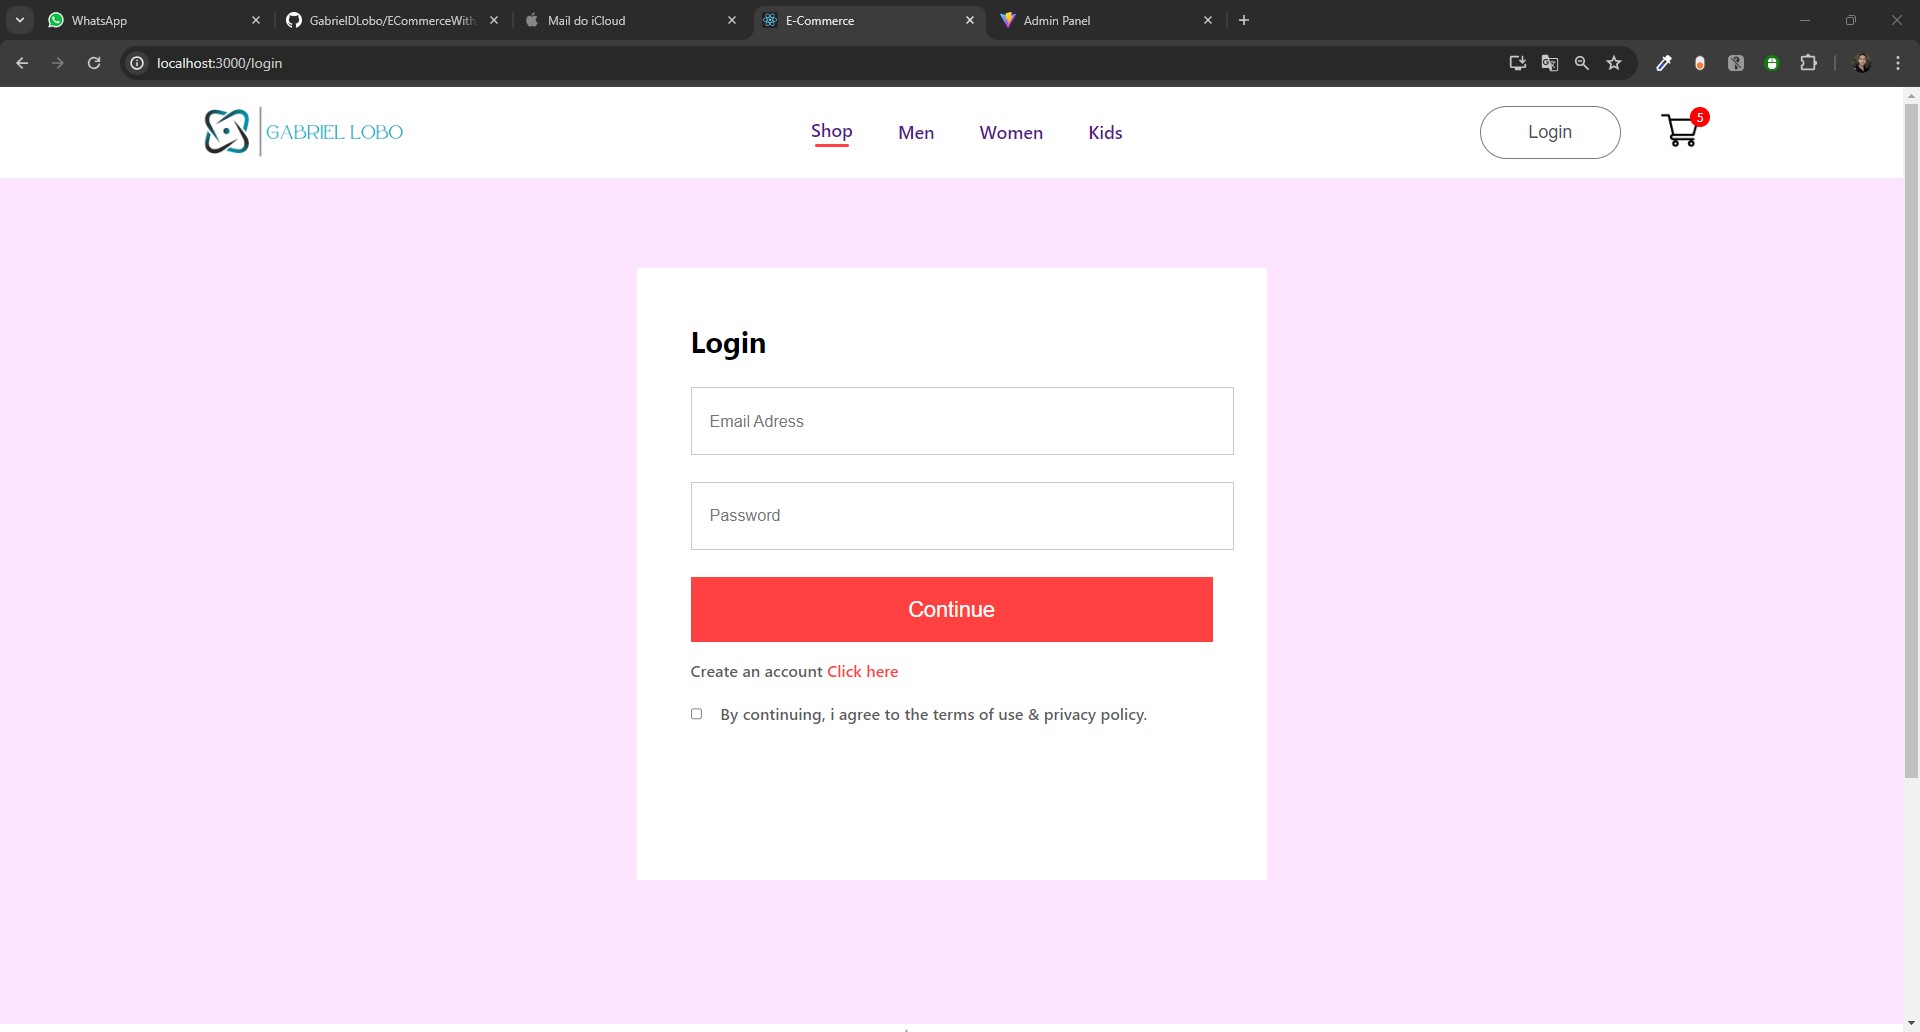 WhatsApp
GabrielDLobo/ECommerceWith
Mail do iCloud
E-Commerce
Admin Panel
localhost:3000/login
GABRIEL LOBO
Shop
Men
Women
Kids
Login
5
Login
Email Adress
Password
Continue
Create an account Click here
By continuing, i agree to the terms of use & privacy policy.